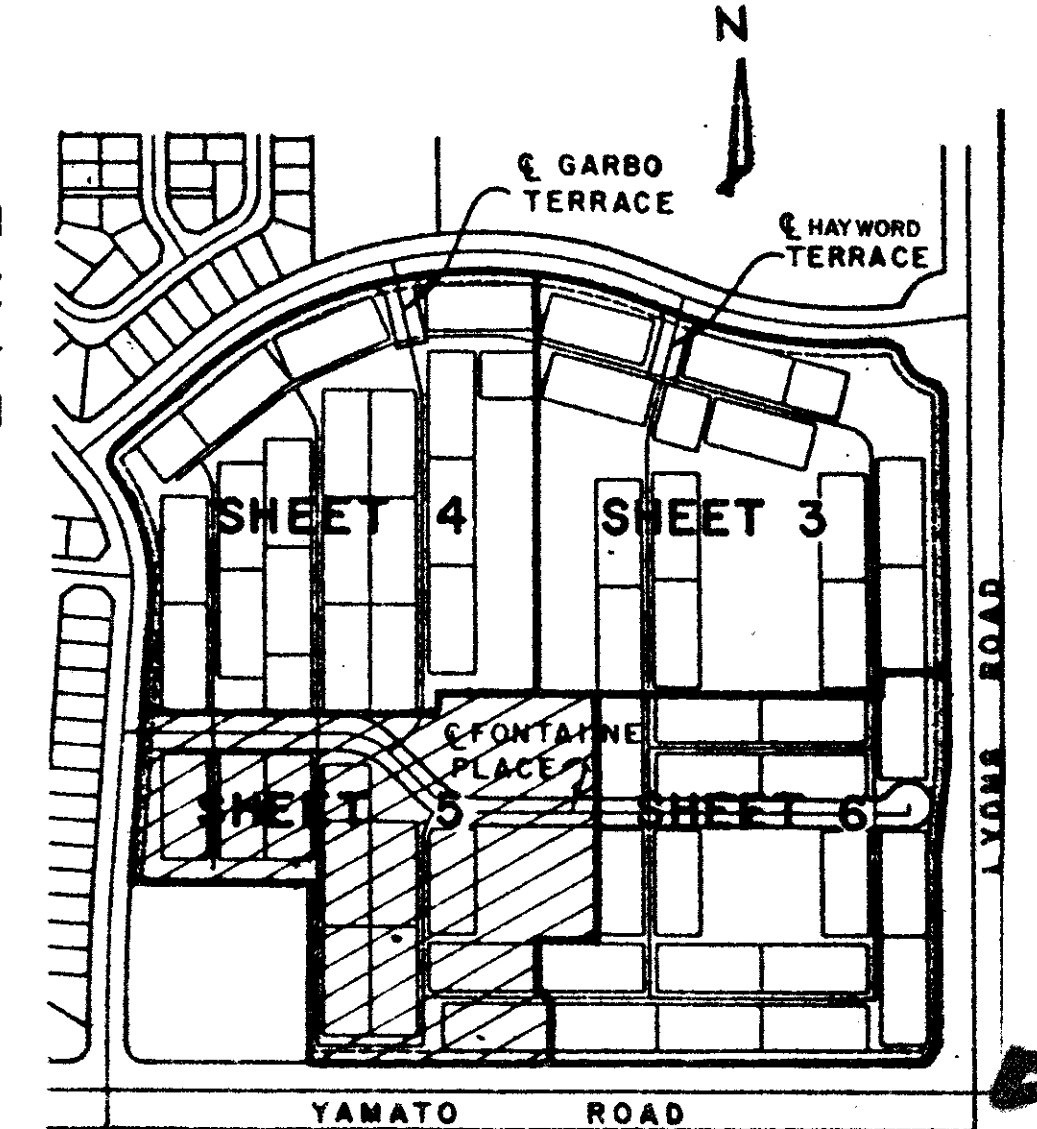 N
℄ GARBO
TERRACE
℄ HAYWORD
TERRACE
SHEET 4
SHEET 3
℄ FONTAINE
PLACE
SHEET 5
SHEET 6
LYONS ROAD
YAMATO ROAD